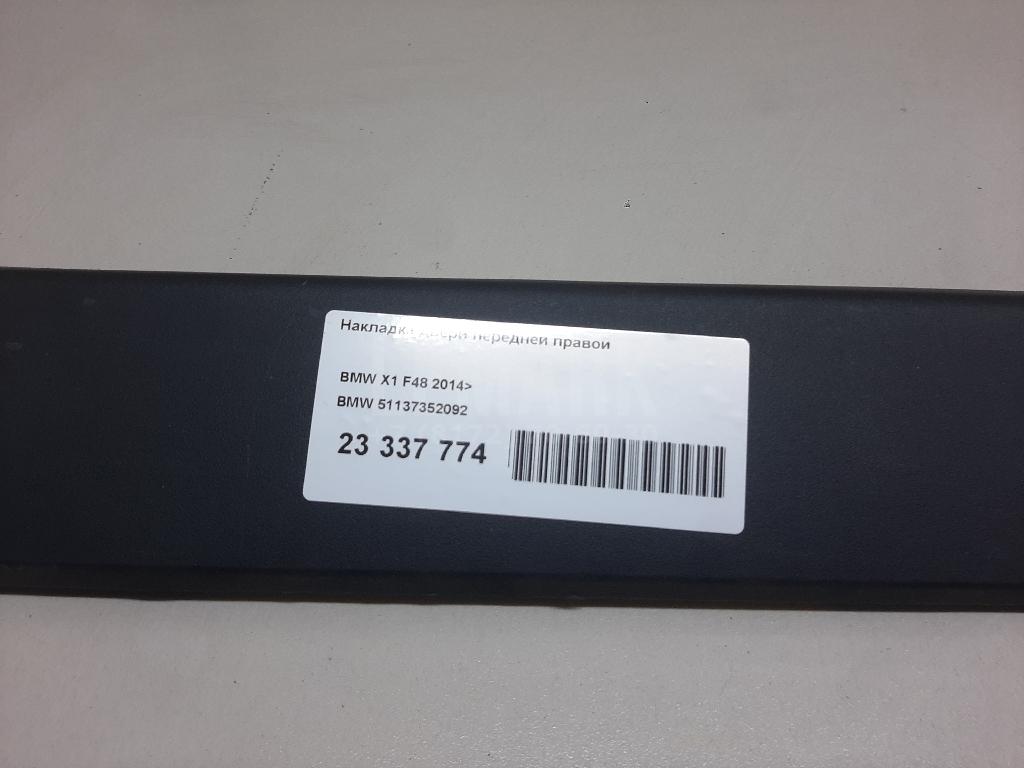 Накладка двери передней правой
BMW X1 F48 2014>
BMW 51137352092
23 337 774